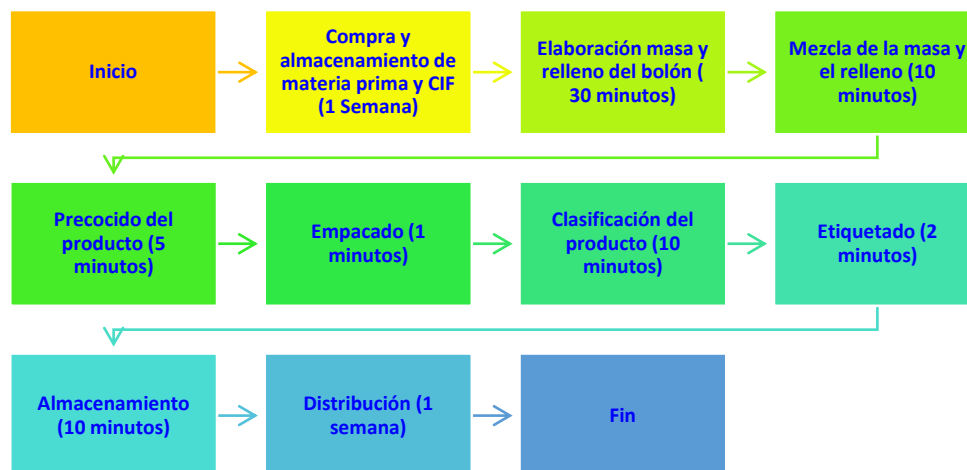 Inicio
Compra y
almacenamiento de
materia prima y CIF
(1 Semana)
Elaboración masa y
relleno del bolón (
30 minutos)
Mezcla de la masa y
el relleno (10
minutos)
Precocido del
producto (5
minutos)
Empacado (1
minutos)
Clasificación del
producto (10
minutos)
Etiquetado (2
minutos)
Almacenamiento
(10 minutos)
Distribución (1
semana)
Fin